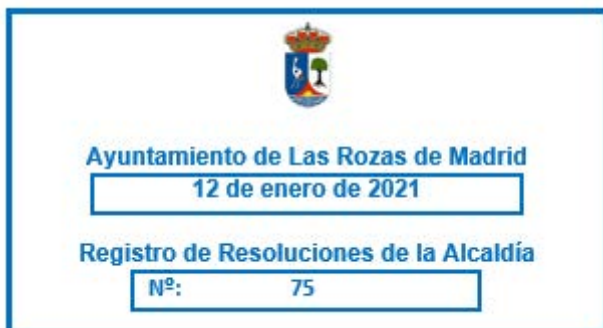 Ayuntamiento de Las Rozas de Madrid
12 de enero de 2021
Registro de Resoluciones de la Alcaldía
Nº: 75